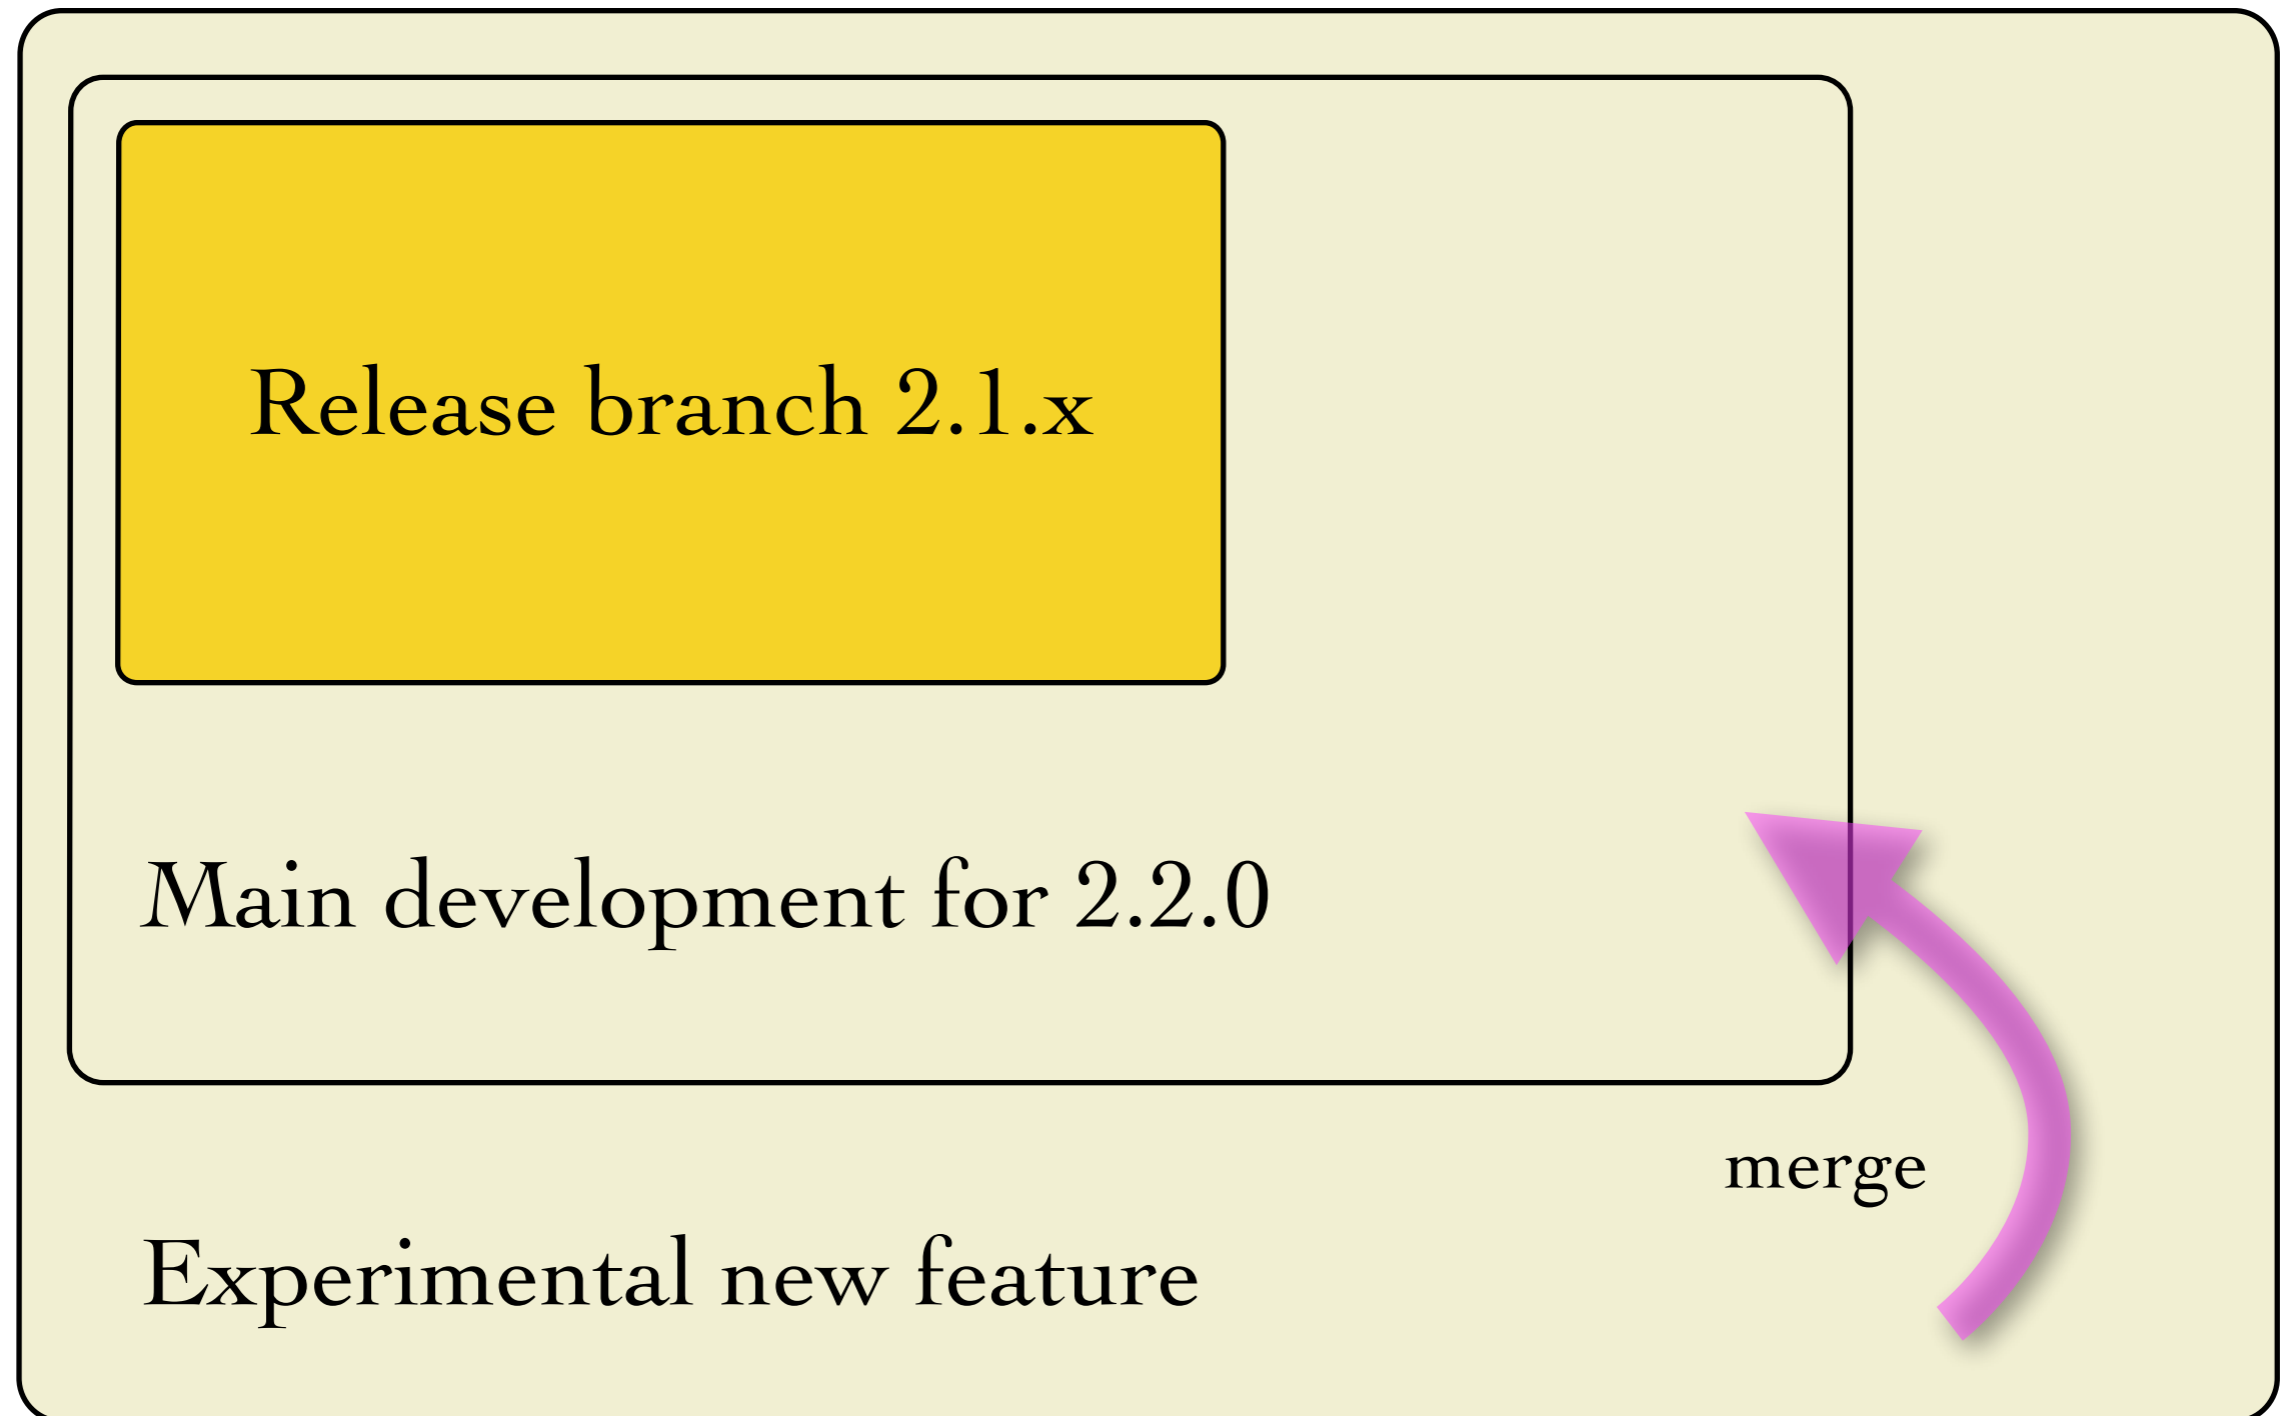 Release branch 2.1.x
Main development for 2.2.0
merge
Experimental new feature